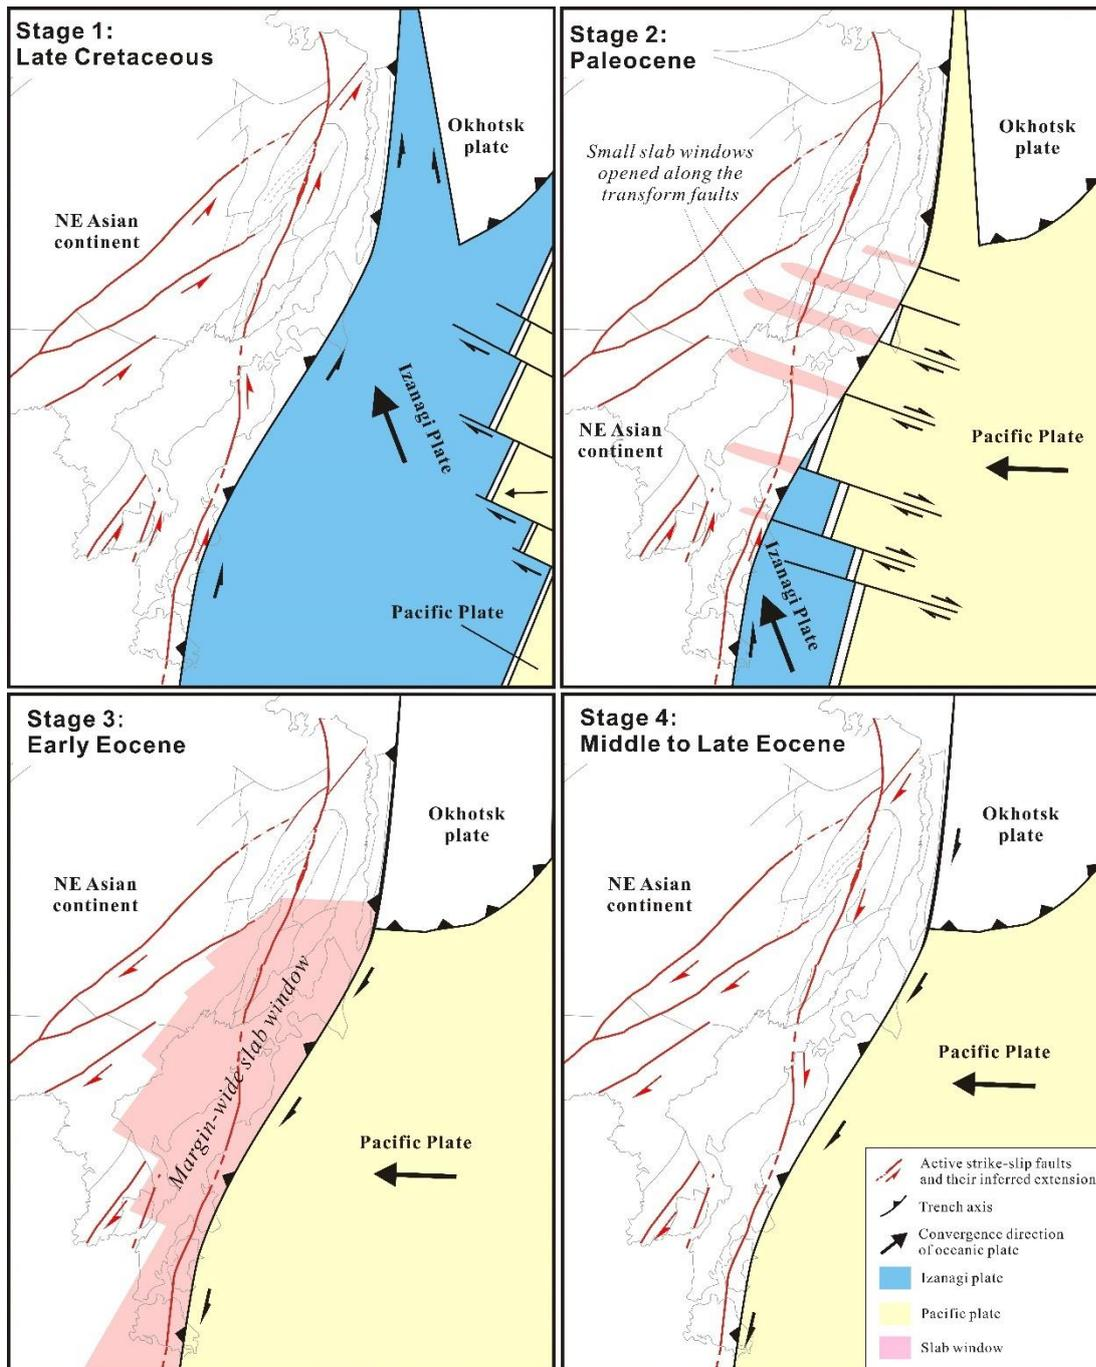 Stage 1:
Late Cretaceous
Okhotsk
plate
NE Asian
continent
Izanagi Plate
Pacific Plate
Stage 2:
Paleocene
Small slab windows
opened along the
transform faults
Okhotsk
plate
NE Asian
continent
Pacific Plate
Izanagi Plate
Stage 3:
Early Eocene
Okhotsk
plate
NE Asian
continent
Margin-wide slab window
Pacific Plate
Stage 4:
Middle to Late Eocene
Okhotsk
plate
NE Asian
continent
Pacific Plate
Active strike-slip faults
and their inferred extension
Trench axis
Convergence direction
of oceanic plate
Izanagi plate
Pacific plate
Slab window